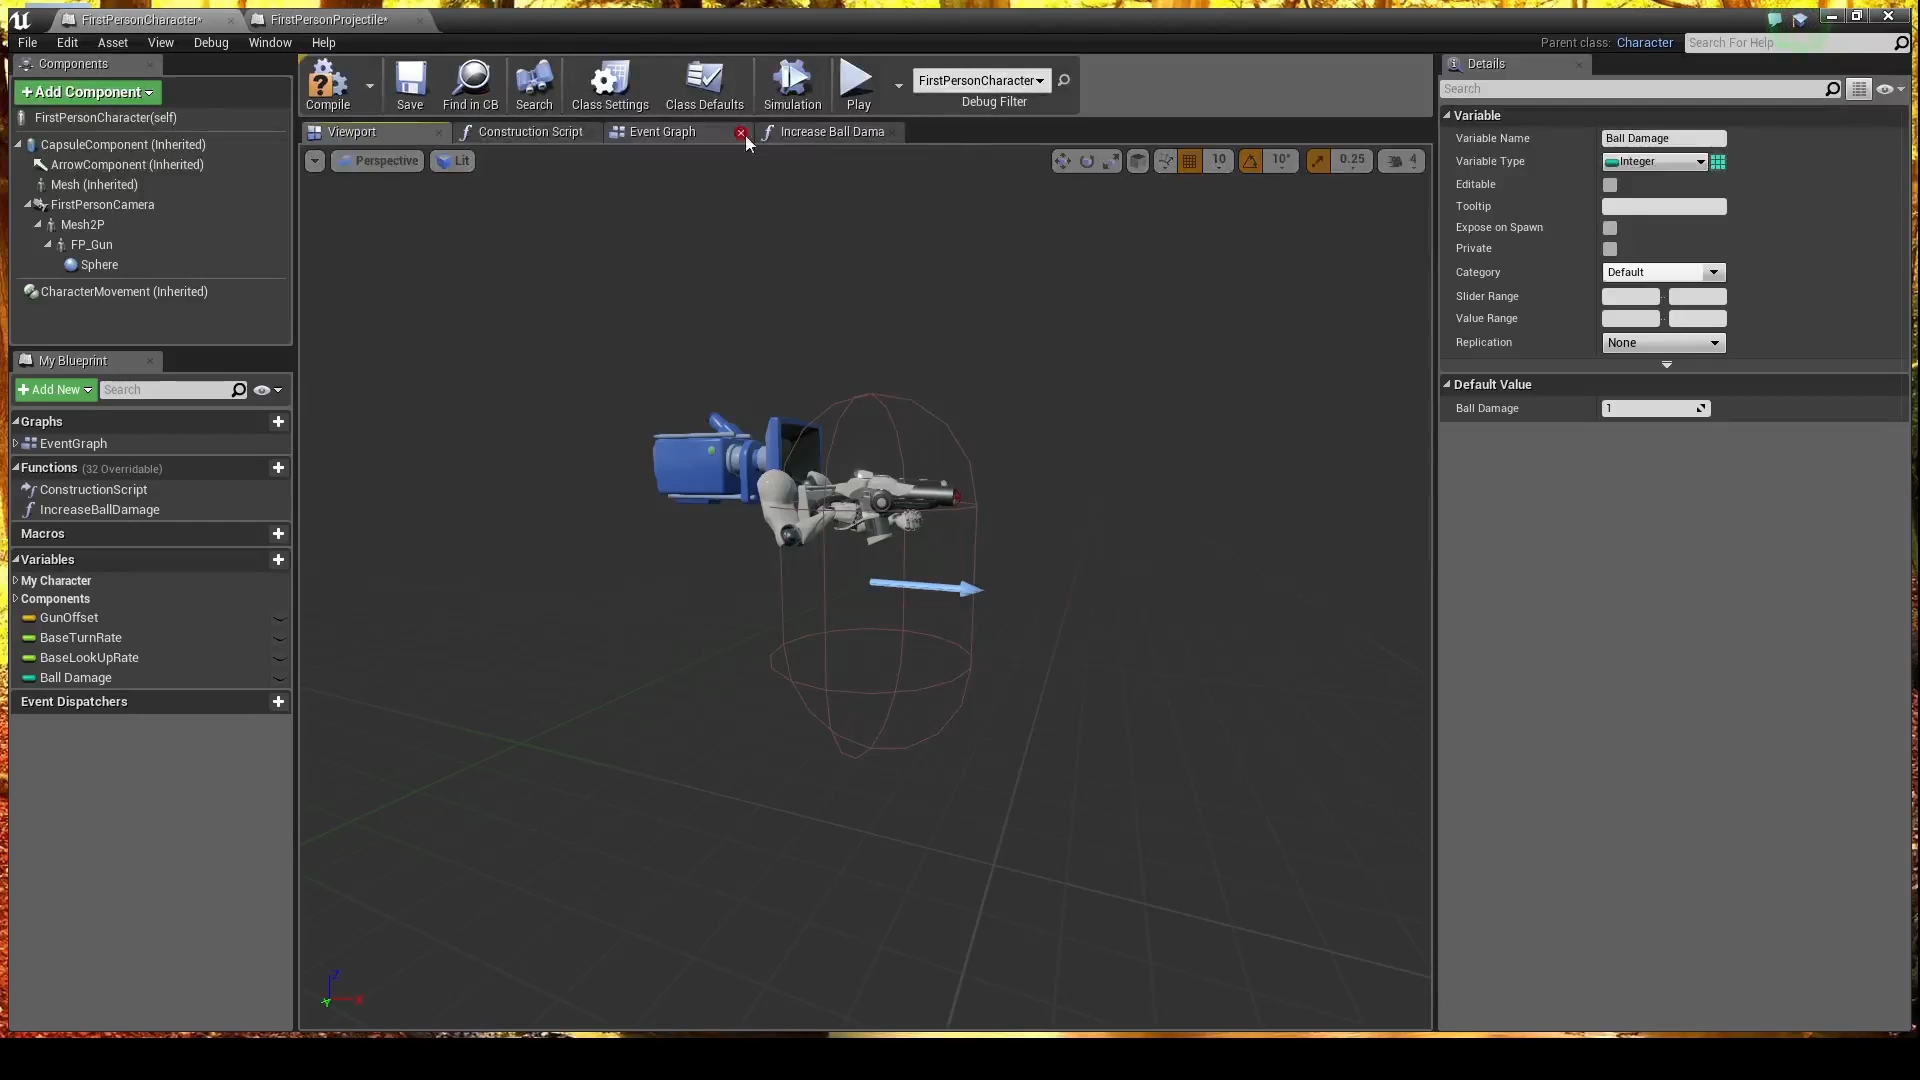 FirstPersonCharacter*
FirstPersonProjectile*
File Edit Asset View Debug Window Help
Parent class: Character
Search For Help
Components
+Add Component
FirstPersonCharacter(self)
CapsuleComponent (Inherited)
ArrowComponent (Inherited)
Mesh (Inherited)
FirstPersonCamera
Mesh2P
FP_Gun
Sphere
CharacterMovement (Inherited)
My Blueprint
+Add New
Search
Graphs
EventGraph
Functions (32 Overridable)
ConstructionScript
IncreaseBallDamage
Macros
Variables
My Character
Components
GunOffset
BaseTurnRate
BaseLookUpRate
Ball Damage
Event Dispatchers
Compile Save Find in CB Search Class Settings Class Defaults Simulation Play
FirstPersonCharacter
Debug Filter
Viewport
Construction Script
Event Graph
Increase Ball Dama
Perspective
Lit
10 10° 0.25 4
Z
X
Y
Details
Search
Variable
Variable Name Ball Damage
Variable Type Integer
Editable
Tooltip
Expose on Spawn
Private
Category Default
Slider Range
Value Range
Replication None
Default Value
Ball Damage 1